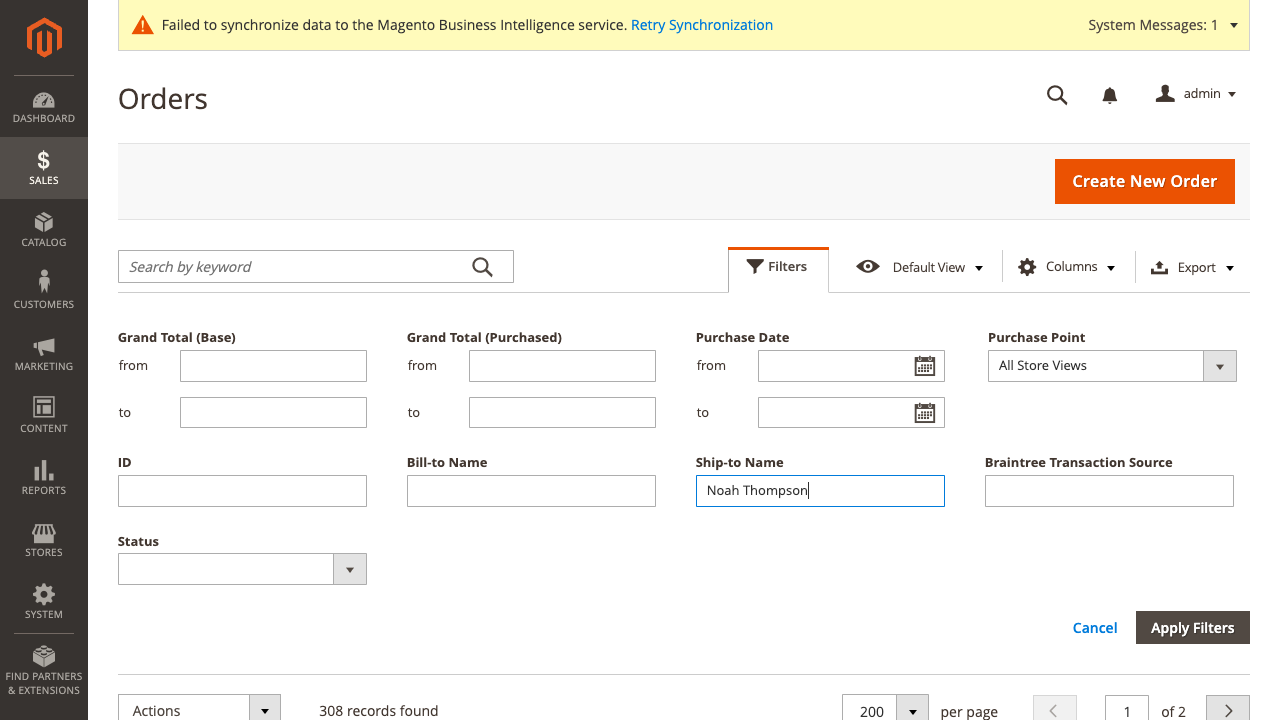 Failed to synchronize data to the Magento Business Intelligence service. Retry Synchronization
System Messages: 1
Orders
admin
DASHBOARD
SALES
CATALOG
CUSTOMERS
MARKETING
CONTENT
REPORTS
STORES
SYSTEM
FIND PARTNERS
& EXTENSIONS
Create New Order
Search by keyword
Filters
Default View
Columns
Export
Grand Total (Base)
from
to
Grand Total (Purchased)
from
to
Purchase Date
from
to
Purchase Point
All Store Views
ID
Bill-to Name
Ship-to Name
Noah Thompson
Braintree Transaction Source
Status
Cancel
Apply Filters
Actions
308 records found
200
per page
1
of 2